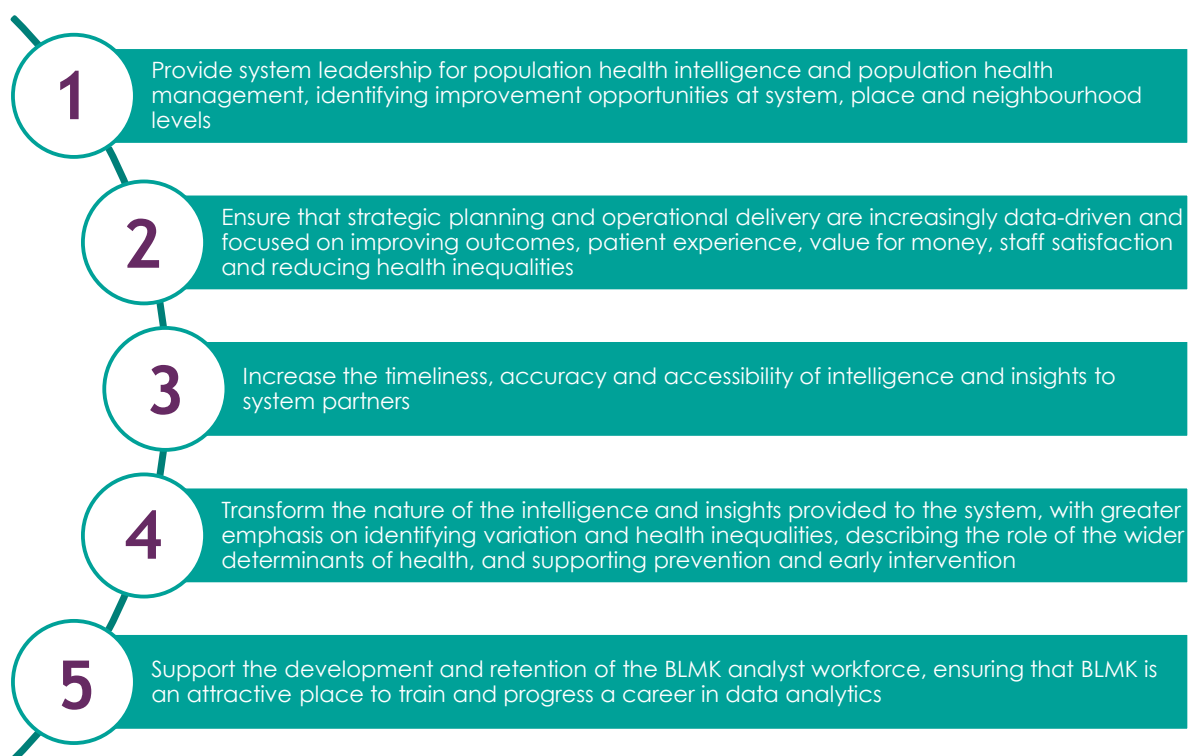 1
Provide system leadership for population health intelligence and population health
management, identifying improvement opportunities at system, place and neighbourhood
levels
2
Ensure that strategic planning and operational delivery are increasingly data-driven and
focused on improving outcomes, patient experience, value for money, staff satisfaction
and reducing health inequalities
3
Increase the timeliness, accuracy and accessibility of intelligence and insights to
system partners
4
Transform the nature of the intelligence and insights provided to the system, with greater
emphasis on identifying variation and health inequalities, describing the role of the wider
determinants of health, and supporting prevention and early intervention
5
Support the development and retention of the BLMK analyst workforce, ensuring that BLMK is
an attractive place to train and progress a career in data analytics